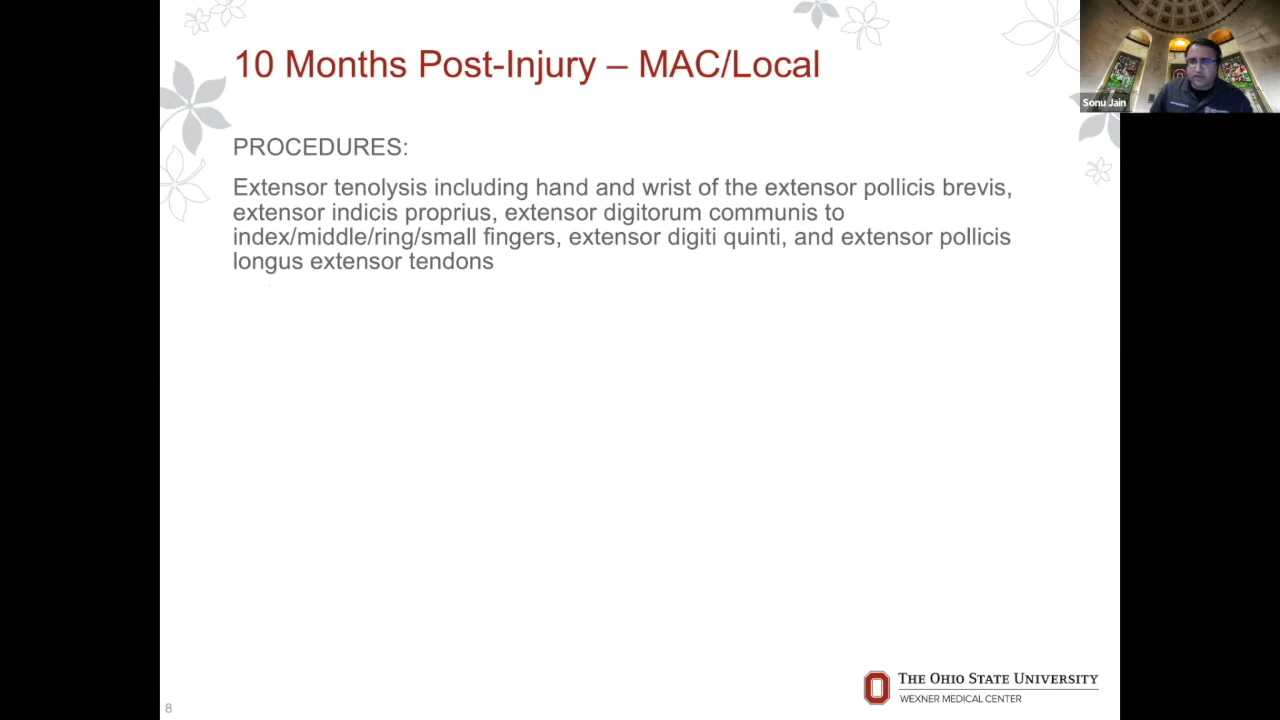 10 Months Post-Injury – MAC/Local
Sonu Jain
PROCEDURES:
Extensor tenolysis including hand and wrist of the extensor pollicis brevis,
extensor indicis proprius, extensor digitorum communis to
index/middle/ring/small fingers, extensor digiti quinti, and extensor pollicis
longus extensor tendons
THE OHIO STATE UNIVERSITY
WEXNER MEDICAL CENTER
8